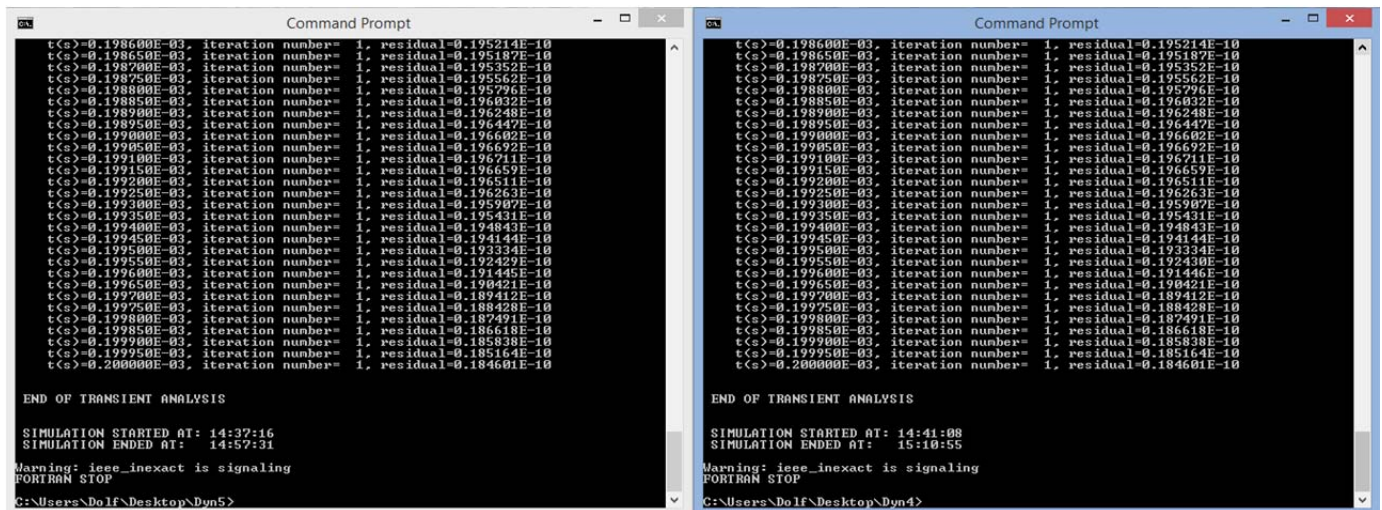 Command Prompt
t(s)=0.198600E-03, iteration number=  1, residual=0.195214E-10
t(s)=0.198650E-03, iteration number=  1, residual=0.195187E-10
t(s)=0.198700E-03, iteration number=  1, residual=0.195352E-10
t(s)=0.198750E-03, iteration number=  1, residual=0.195562E-10
t(s)=0.198800E-03, iteration number=  1, residual=0.195796E-10
t(s)=0.198850E-03, iteration number=  1, residual=0.196032E-10
t(s)=0.198900E-03, iteration number=  1, residual=0.196248E-10
t(s)=0.198950E-03, iteration number=  1, residual=0.196447E-10
t(s)=0.199000E-03, iteration number=  1, residual=0.196602E-10
t(s)=0.199050E-03, iteration number=  1, residual=0.196692E-10
t(s)=0.199100E-03, iteration number=  1, residual=0.196711E-10
t(s)=0.199150E-03, iteration number=  1, residual=0.196659E-10
t(s)=0.199200E-03, iteration number=  1, residual=0.196511E-10
t(s)=0.199250E-03, iteration number=  1, residual=0.196263E-10
t(s)=0.199300E-03, iteration number=  1, residual=0.195907E-10
t(s)=0.199350E-03, iteration number=  1, residual=0.195431E-10
t(s)=0.199400E-03, iteration number=  1, residual=0.194843E-10
t(s)=0.199450E-03, iteration number=  1, residual=0.194144E-10
t(s)=0.199500E-03, iteration number=  1, residual=0.193334E-10
t(s)=0.199550E-03, iteration number=  1, residual=0.192429E-10
t(s)=0.199600E-03, iteration number=  1, residual=0.191445E-10
t(s)=0.199650E-03, iteration number=  1, residual=0.190421E-10
t(s)=0.199700E-03, iteration number=  1, residual=0.189412E-10
t(s)=0.199750E-03, iteration number=  1, residual=0.188428E-10
t(s)=0.199800E-03, iteration number=  1, residual=0.187491E-10
t(s)=0.199850E-03, iteration number=  1, residual=0.186618E-10
t(s)=0.199900E-03, iteration number=  1, residual=0.185838E-10
t(s)=0.199950E-03, iteration number=  1, residual=0.185164E-10
t(s)=0.200000E-03, iteration number=  1, residual=0.184601E-10
END OF TRANSIENT ANALYSIS
SIMULATION STARTED AT: 14:37:16
SIMULATION ENDED AT:   14:57:31
Warning: ieee_inexact is signaling
FORTRAN STOP
C:\Users\Dolf\Desktop\Dyn5>
Command Prompt
t(s)=0.198600E-03, iteration number=  1, residual=0.195214E-10
t(s)=0.198650E-03, iteration number=  1, residual=0.195187E-10
t(s)=0.198700E-03, iteration number=  1, residual=0.195352E-10
t(s)=0.198750E-03, iteration number=  1, residual=0.195562E-10
t(s)=0.198800E-03, iteration number=  1, residual=0.195796E-10
t(s)=0.198850E-03, iteration number=  1, residual=0.196032E-10
t(s)=0.198900E-03, iteration number=  1, residual=0.196248E-10
t(s)=0.198950E-03, iteration number=  1, residual=0.196447E-10
t(s)=0.199000E-03, iteration number=  1, residual=0.196602E-10
t(s)=0.199050E-03, iteration number=  1, residual=0.196692E-10
t(s)=0.199100E-03, iteration number=  1, residual=0.196711E-10
t(s)=0.199150E-03, iteration number=  1, residual=0.196659E-10
t(s)=0.199200E-03, iteration number=  1, residual=0.196511E-10
t(s)=0.199250E-03, iteration number=  1, residual=0.196263E-10
t(s)=0.199300E-03, iteration number=  1, residual=0.195907E-10
t(s)=0.199350E-03, iteration number=  1, residual=0.195431E-10
t(s)=0.199400E-03, iteration number=  1, residual=0.194843E-10
t(s)=0.199450E-03, iteration number=  1, residual=0.194144E-10
t(s)=0.199500E-03, iteration number=  1, residual=0.193334E-10
t(s)=0.199550E-03, iteration number=  1, residual=0.192430E-10
t(s)=0.199600E-03, iteration number=  1, residual=0.191446E-10
t(s)=0.199650E-03, iteration number=  1, residual=0.190421E-10
t(s)=0.199700E-03, iteration number=  1, residual=0.189412E-10
t(s)=0.199750E-03, iteration number=  1, residual=0.188428E-10
t(s)=0.199800E-03, iteration number=  1, residual=0.187491E-10
t(s)=0.199850E-03, iteration number=  1, residual=0.186618E-10
t(s)=0.199900E-03, iteration number=  1, residual=0.185838E-10
t(s)=0.199950E-03, iteration number=  1, residual=0.185164E-10
t(s)=0.200000E-03, iteration number=  1, residual=0.184601E-10
END OF TRANSIENT ANALYSIS
SIMULATION STARTED AT: 14:41:08
SIMULATION ENDED AT:   15:10:55
Warning: ieee_inexact is signaling
FORTRAN STOP
C:\Users\Dolf\Desktop\Dyn4>